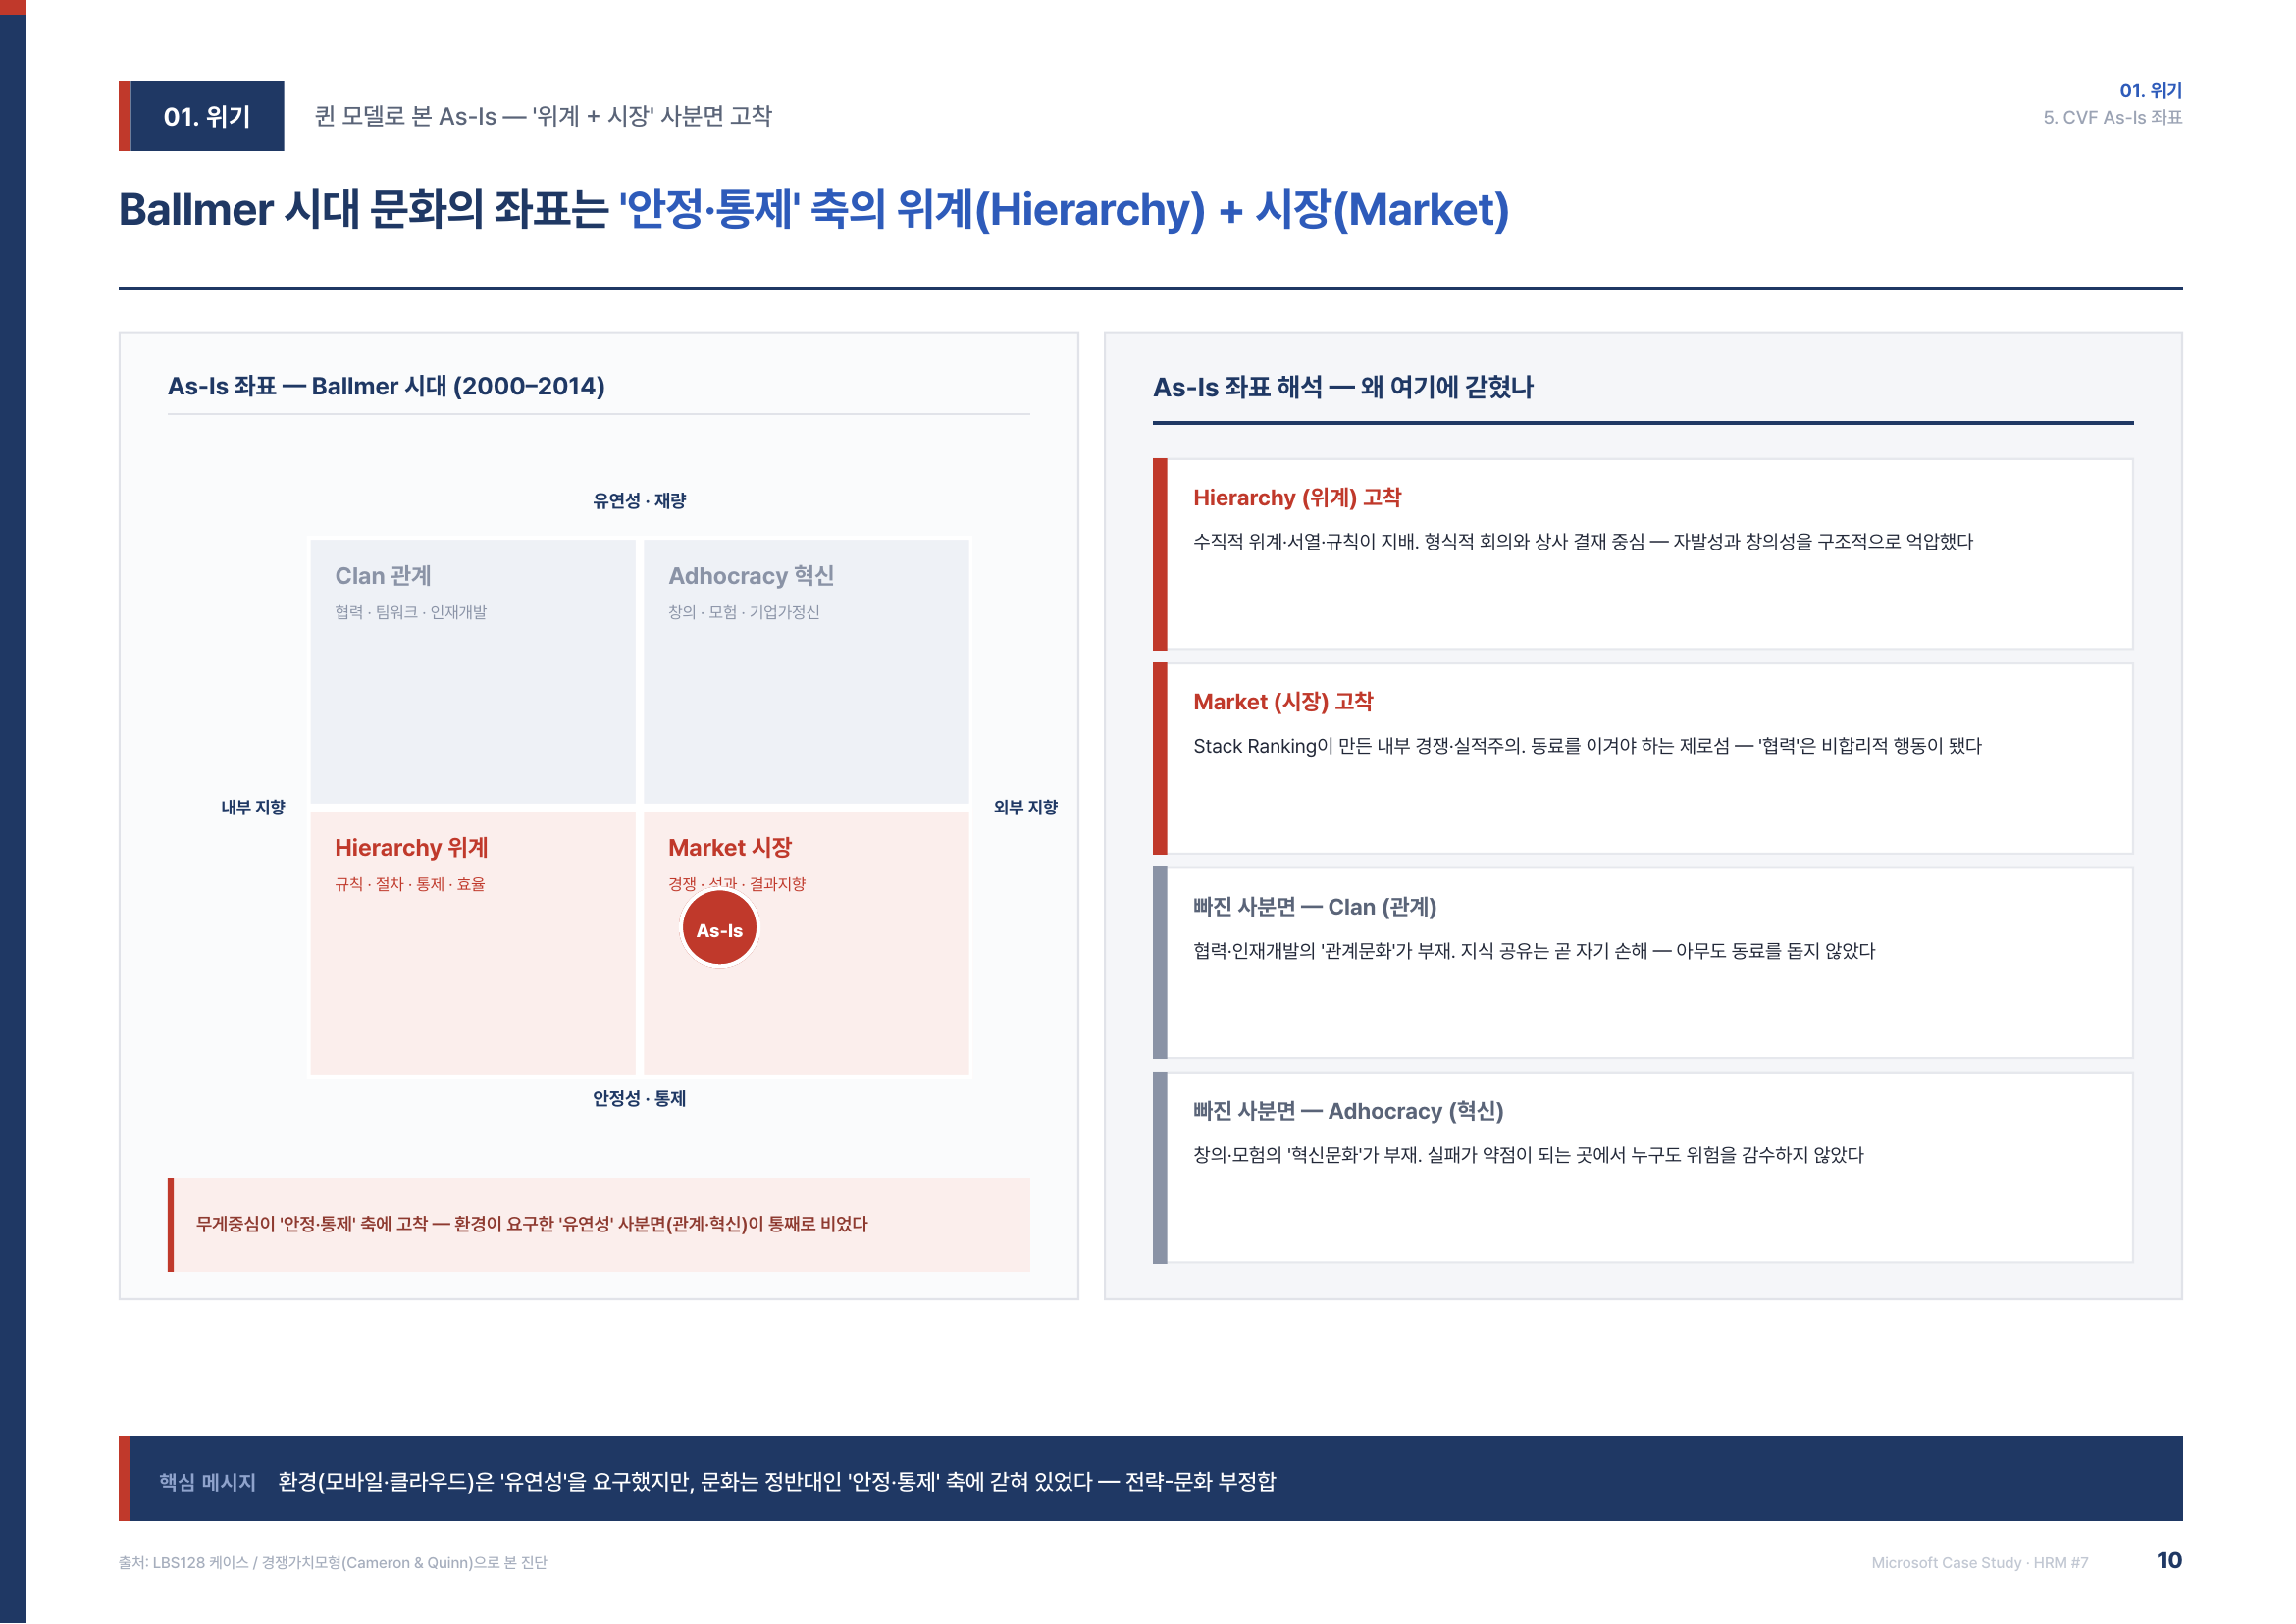 01. 위기
퀸 모델로 본 As-Is — '위계 + 시장' 사분면 고착
01. 위기
5. CVF As-Is 좌표
Ballmer 시대 문화의 좌표는 '안정·통제' 축의 위계(Hierarchy) + 시장(Market)
As-Is 좌표 — Ballmer 시대 (2000–2014)
유연성 · 재량
Clan 관계
협력 · 팀워크 · 인재개발
Adhocracy 혁신
창의 · 모험 · 기업가정신
내부 지향
외부 지향
Hierarchy 위계
규칙 · 절차 · 통제 · 효율
Market 시장
경쟁 · 성과 · 결과지향
As-Is
안정성 · 통제
무게중심이 '안정·통제' 축에 고착 — 환경이 요구한 '유연성' 사분면(관계·혁신)이 통째로 비었다
As-Is 좌표 해석 — 왜 여기에 갇혔나
Hierarchy (위계) 고착
수직적 위계·서열·규칙이 지배. 형식적 회의와 상사 결재 중심 — 자발성과 창의성을 구조적으로 억압했다
Market (시장) 고착
Stack Ranking이 만든 내부 경쟁·실적주의. 동료를 이겨야 하는 제로섬 — '협력'은 비합리적 행동이 됐다
빠진 사분면 — Clan (관계)
협력·인재개발의 '관계문화'가 부재. 지식 공유는 곧 자기 손해 — 아무도 동료를 돕지 않았다
빠진 사분면 — Adhocracy (혁신)
창의·모험의 '혁신문화'가 부재. 실패가 약점이 되는 곳에서 누구도 위험을 감수하지 않았다
핵심 메시지 환경(모바일·클라우드)은 '유연성'을 요구했지만, 문화는 정반대인 '안정·통제' 축에 갇혀 있었다 — 전략-문화 부정합
출처: LBS128 케이스 / 경쟁가치모형(Cameron & Quinn)으로 본 진단
Microsoft Case Study · HRM #7
10